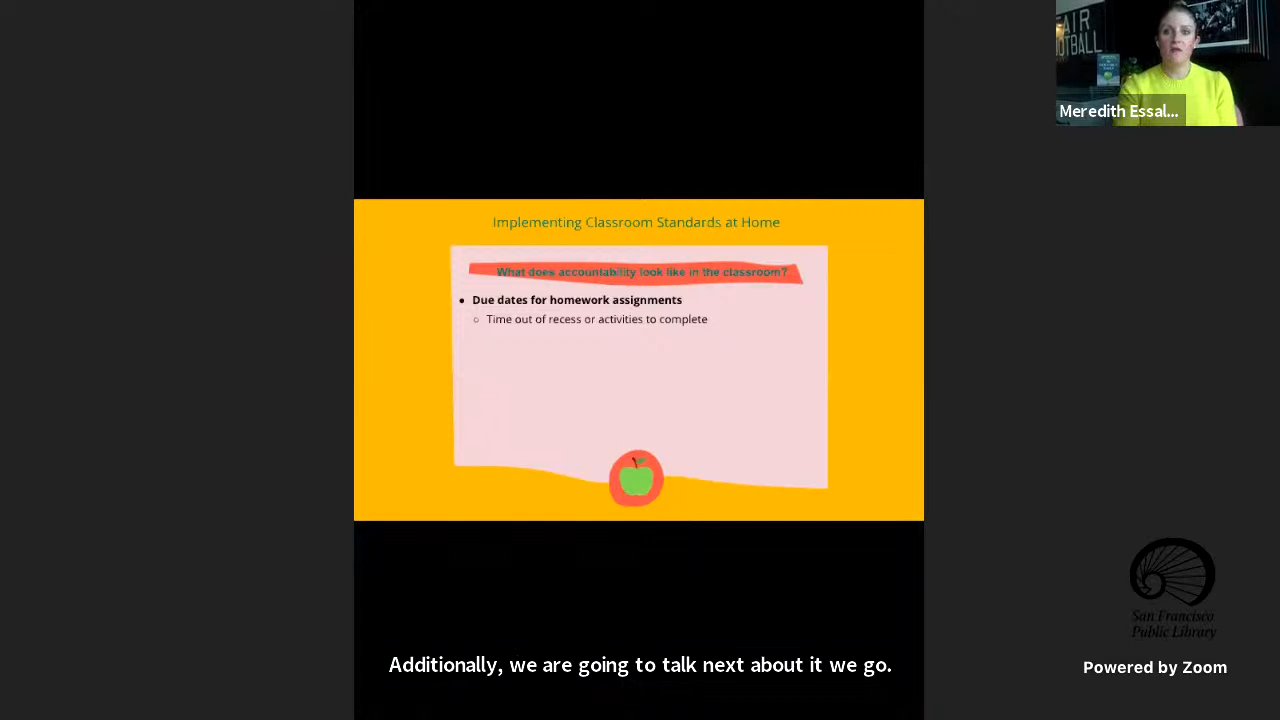 AIR
OOTBALL
Meredith Essal...
Implementing Classroom Standards at Home
What does accountability look like in the classroom?
• Due dates for homework assignments
○ Time out of recess or activities to complete
San Francisco
Public Library
Additionally, we are going to talk next about it we go.
Powered by Zoom